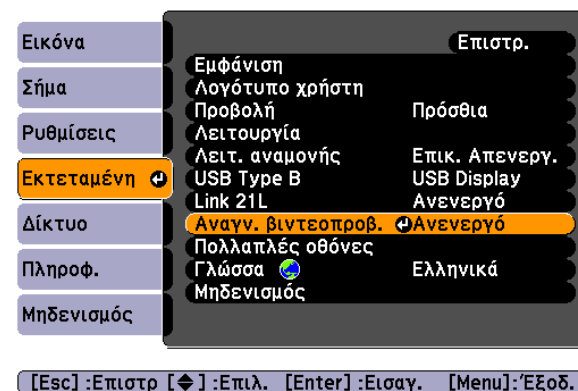 Εικόνα
Σήμα
Ρυθμίσεις
Εκτεταμένη
Δίκτυο
Πληροφ.
Μηδενισμός
Επιστρ.
Εμφάνιση
Λογότυπο χρήστη
Προβολή Πρόσθια
Λειτουργία
Λειτ. αναμονής Επικ. Απενεργ.
USB Type B USB Display
Link 21L Ανενεργό
Αναγν. βιντεοπροβ. Ανενεργό
Πολλαπλές οθόνες
Γλώσσα Ελληνικά
Μηδενισμός
[Esc] :Επιστρ [ ] :Επιλ. [Enter] :Εισαγ. [Menu]:Έξοδ.